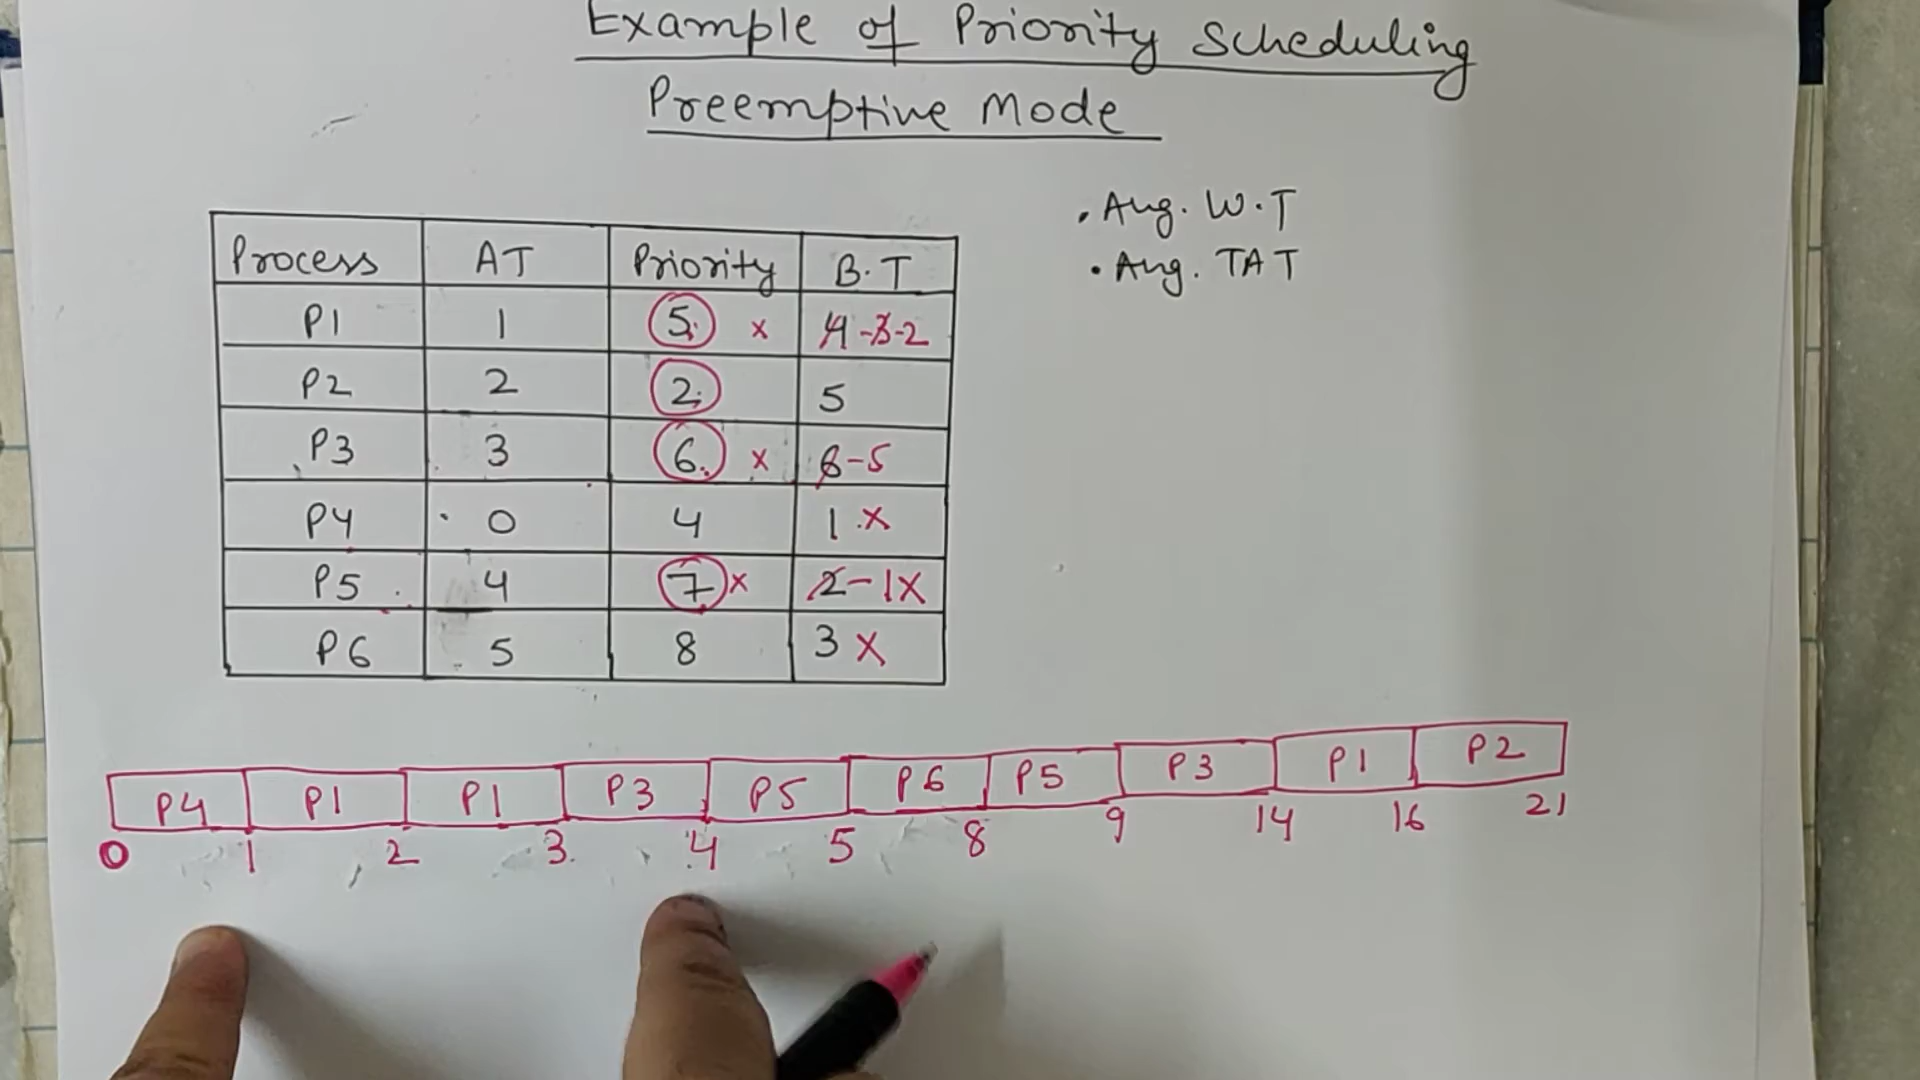 Example of Priority Scheduling
Preemptive Mode
. Avg. W.T
. Avg. TAT
Process AT Priority B.T
P1 1 5 x 4-3-2
P2 2 2 5
P3 3 6 x 6-5
P4 0 4 1 x
P5 4 7 x 2-1x
P6 5 8 3 x
P4 P1 P1 P3 P5 P6 P5 P3 P1 P2
0 1 2 3 4 5 8 9 14 16 21